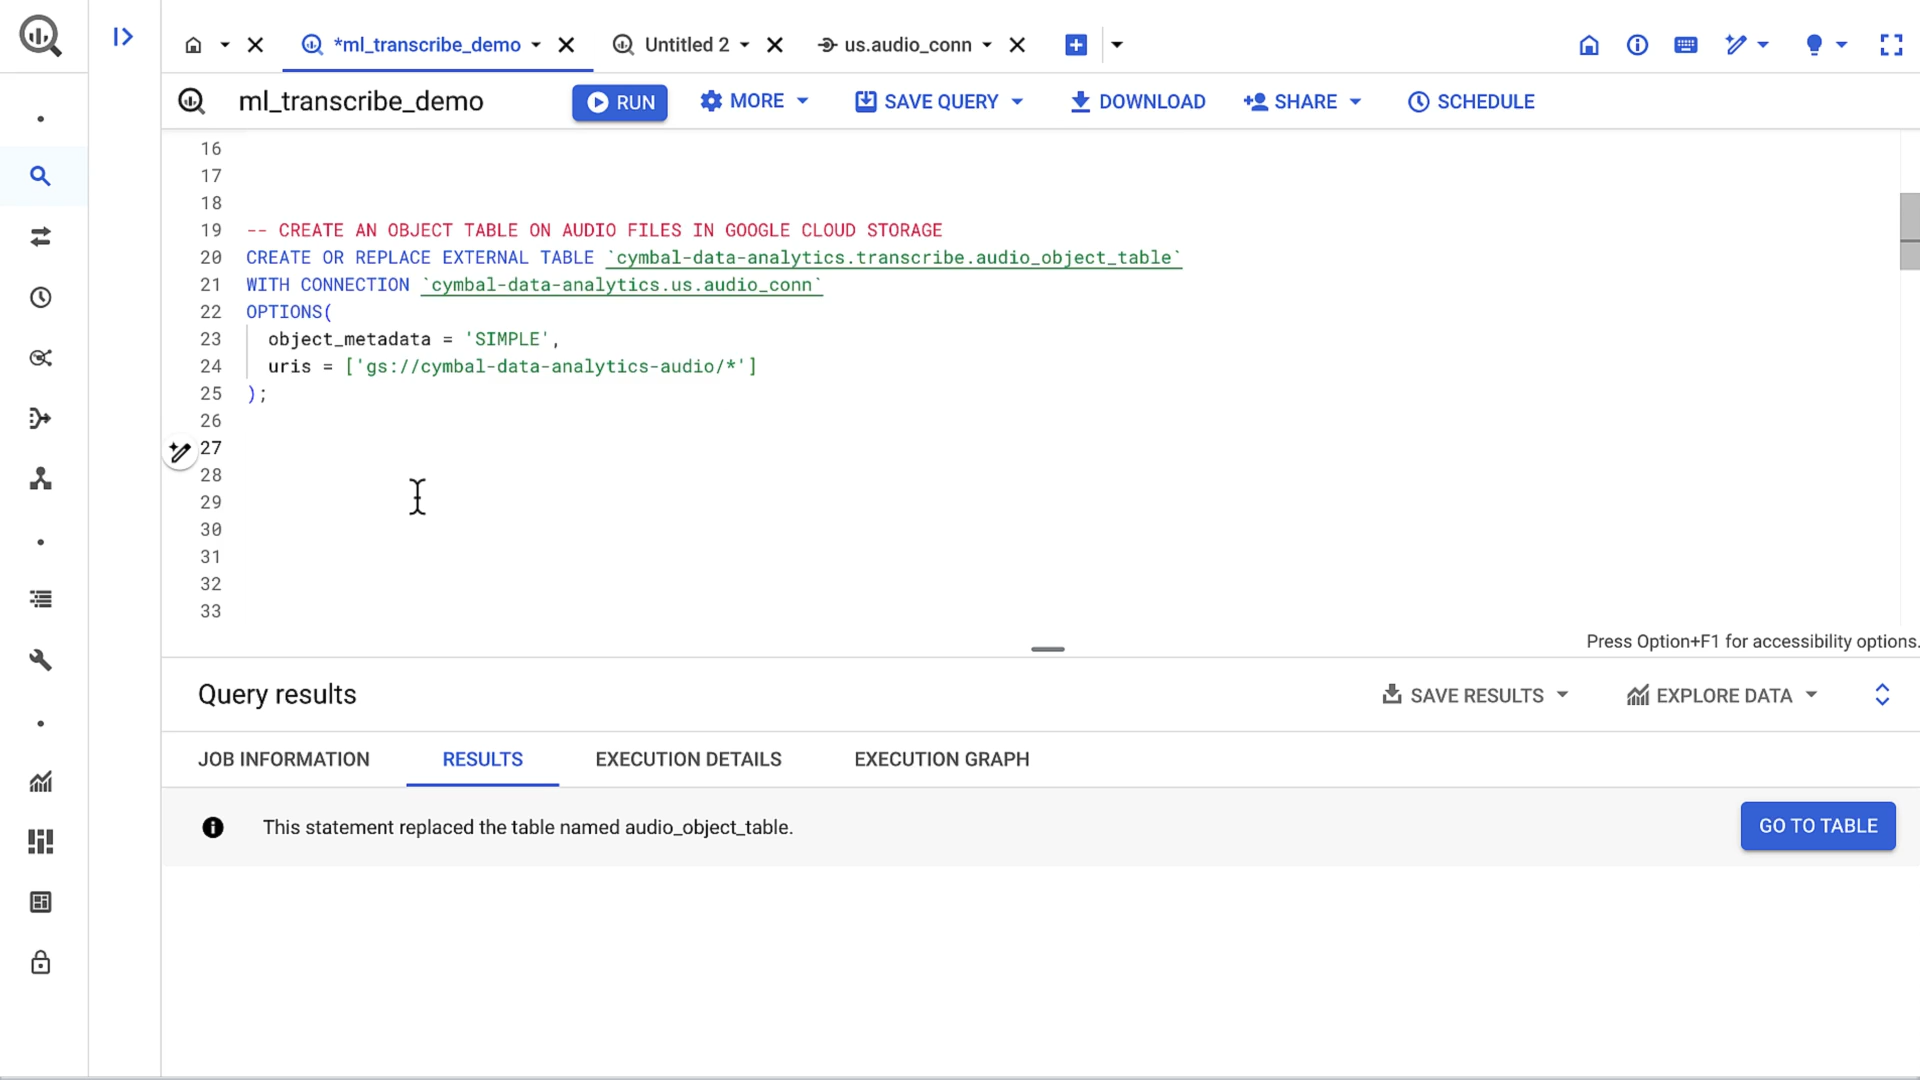 *ml_transcribe_demo
Untitled 2
us.audio_conn
ml_transcribe_demo
RUN
MORE
SAVE QUERY
DOWNLOAD
SHARE
SCHEDULE
16
17
18
19 -- CREATE AN OBJECT TABLE ON AUDIO FILES IN GOOGLE CLOUD STORAGE
20 CREATE OR REPLACE EXTERNAL TABLE `cymbal-data-analytics.transcribe.audio_object_table`
21 WITH CONNECTION `cymbal-data-analytics.us.audio_conn`
22 OPTIONS(
23 object_metadata = 'SIMPLE',
24 uris = ['gs://cymbal-data-analytics-audio/*']
25 );
26
27
28
29
30
31
32
33
Press Option+F1 for accessibility options.
Query results
SAVE RESULTS
EXPLORE DATA
JOB INFORMATION
RESULTS
EXECUTION DETAILS
EXECUTION GRAPH
This statement replaced the table named audio_object_table.
GO TO TABLE